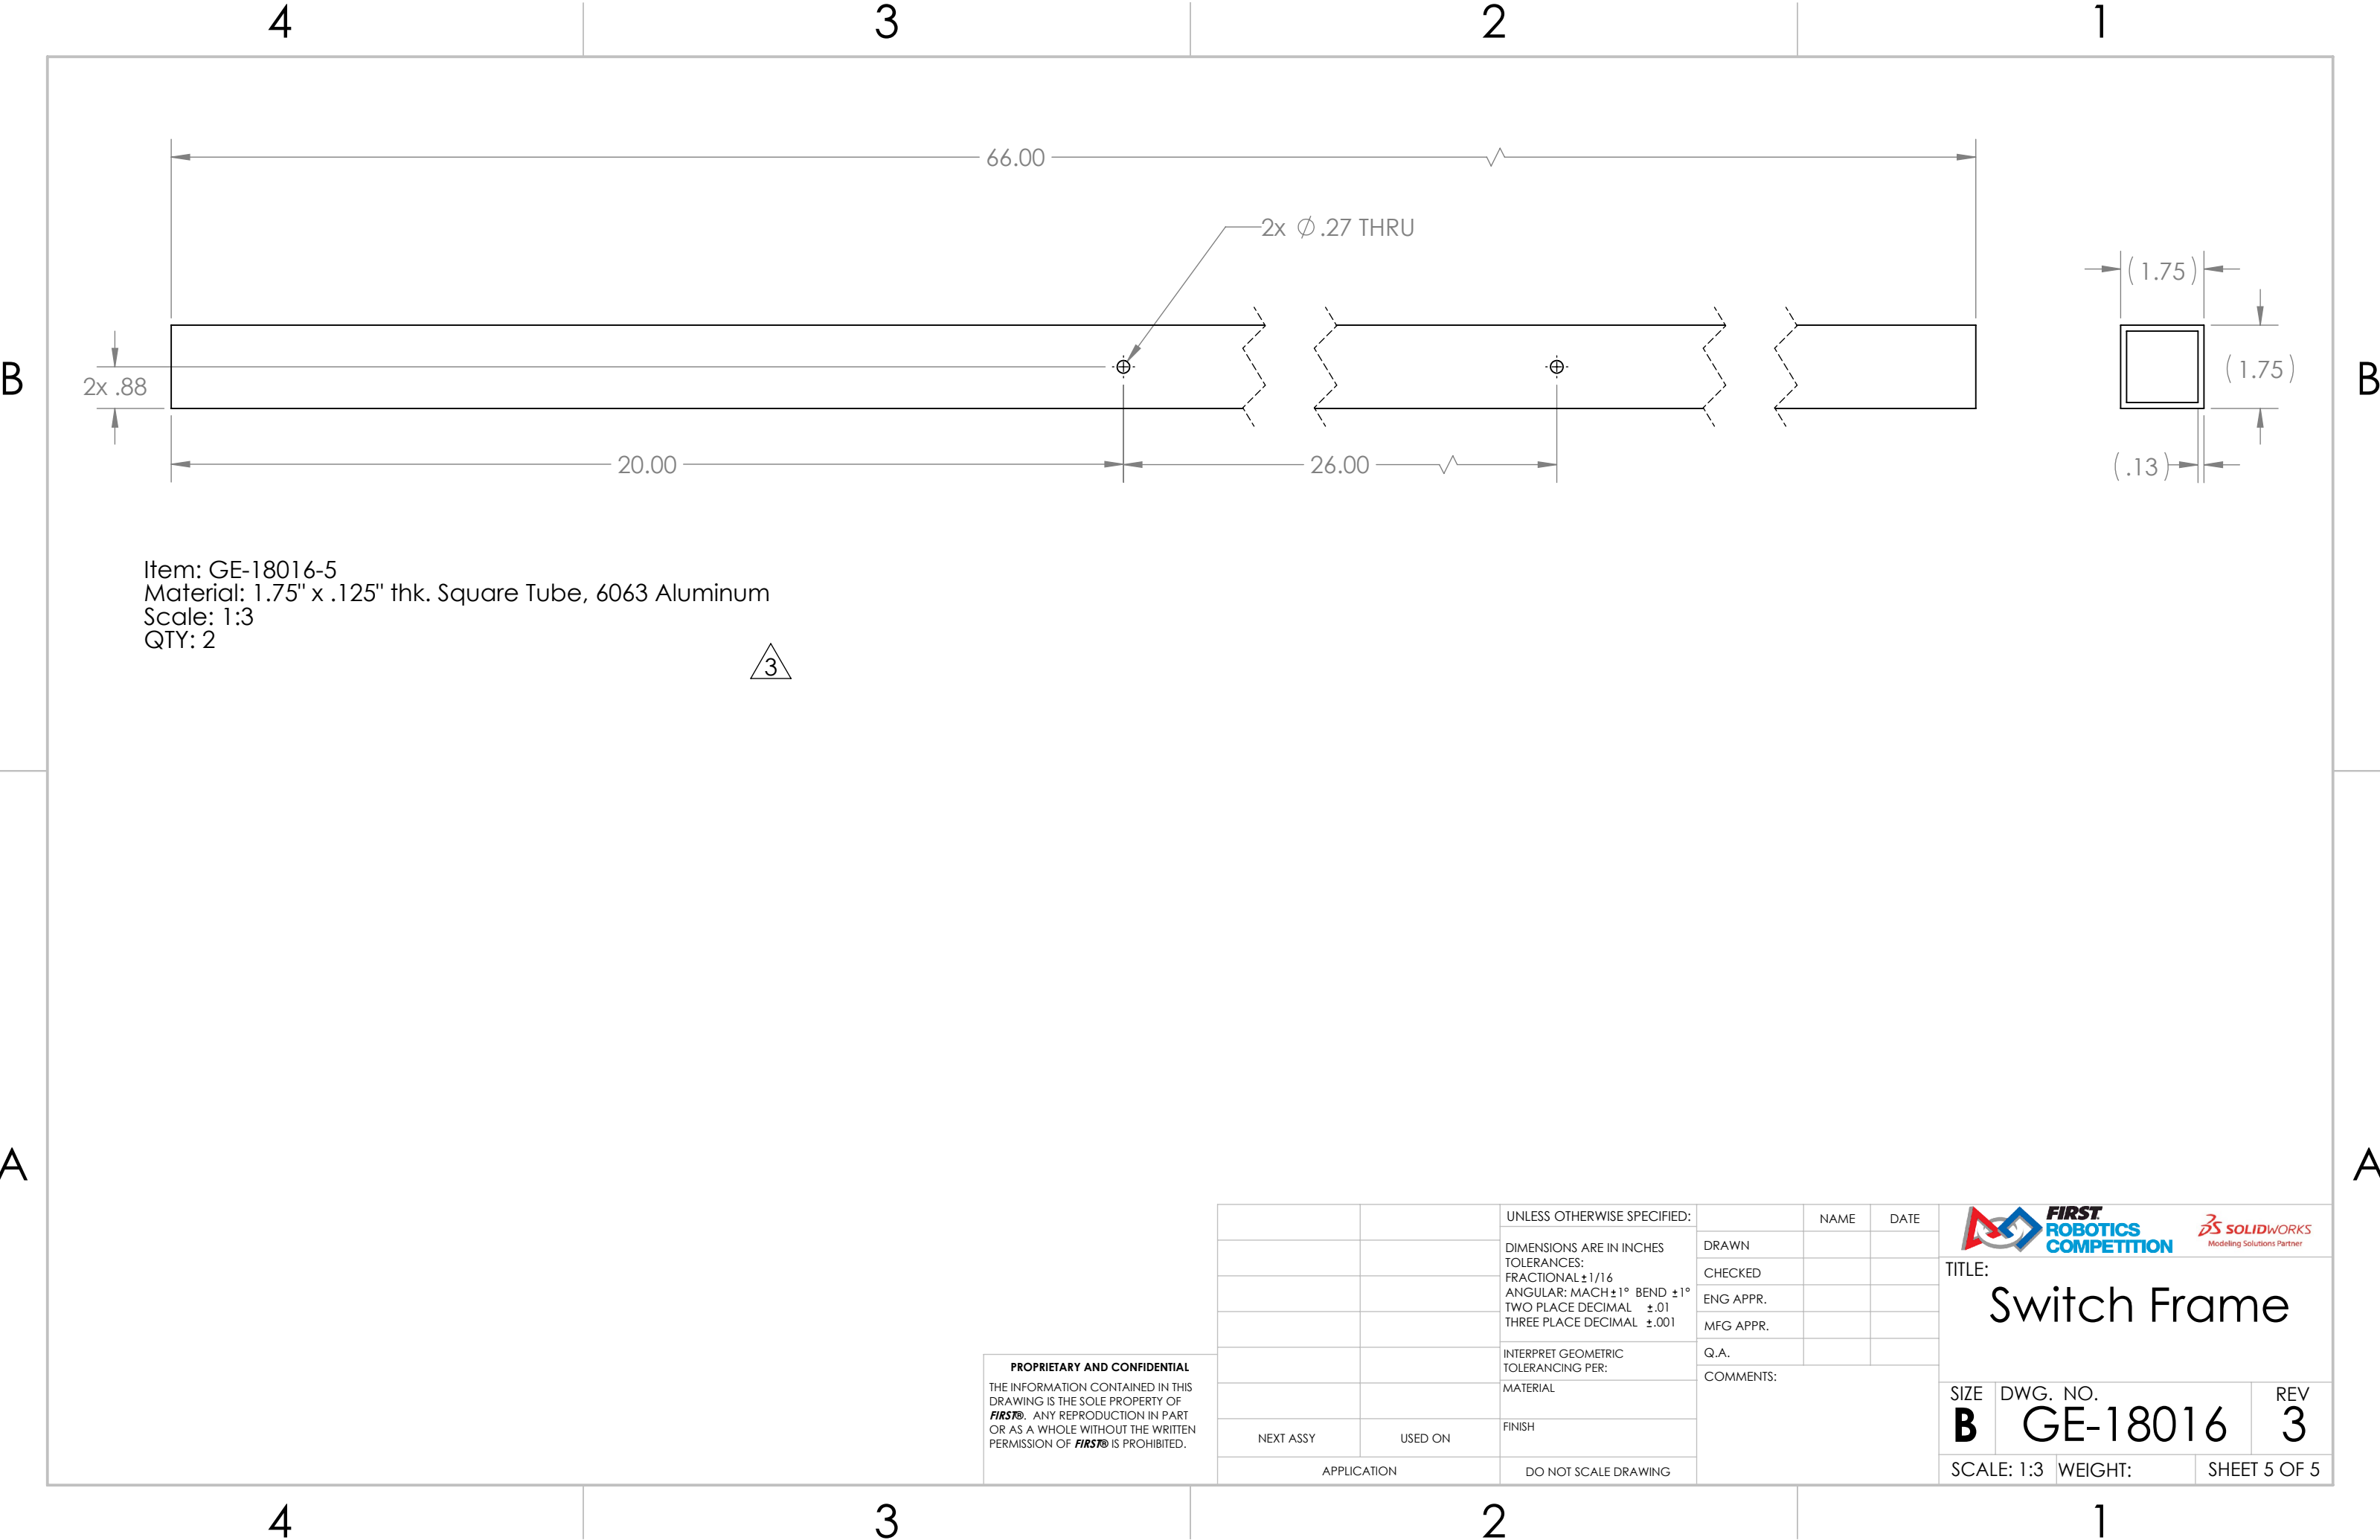 4 3 2 1
66.00
2x ∅.27 THRU
(1.75)
B
2x .88
(1.75)
B
20.00
26.00
(.13)
Item: GE-18016-5
Material: 1.75" x .125" thk. Square Tube, 6063 Aluminum
Scale: 1:3
QTY: 2
3
A
A
PROPRIETARY AND CONFIDENTIAL
THE INFORMATION CONTAINED IN THIS
DRAWING IS THE SOLE PROPERTY OF
FIRST®. ANY REPRODUCTION IN PART
OR AS A WHOLE WITHOUT THE WRITTEN
PERMISSION OF FIRST® IS PROHIBITED.
NEXT ASSY
USED ON
APPLICATION
UNLESS OTHERWISE SPECIFIED:
DIMENSIONS ARE IN INCHES
TOLERANCES:
FRACTIONAL ±1/16
ANGULAR: MACH ±1° BEND ±1°
TWO PLACE DECIMAL ±.01
THREE PLACE DECIMAL ±.001
INTERPRET GEOMETRIC
TOLERANCING PER:
MATERIAL
FINISH
DO NOT SCALE DRAWING
NAME
DATE
DRAWN
CHECKED
ENG APPR.
MFG APPR.
Q.A.
COMMENTS:
FIRST
ROBOTICS
COMPETITION
SOLIDWORKS
Modeling Solutions Partner
TITLE:
Switch Frame
SIZE
B
DWG. NO.
GE-18016
REV
3
SCALE: 1:3
WEIGHT:
SHEET 5 OF 5
4 3 2 1